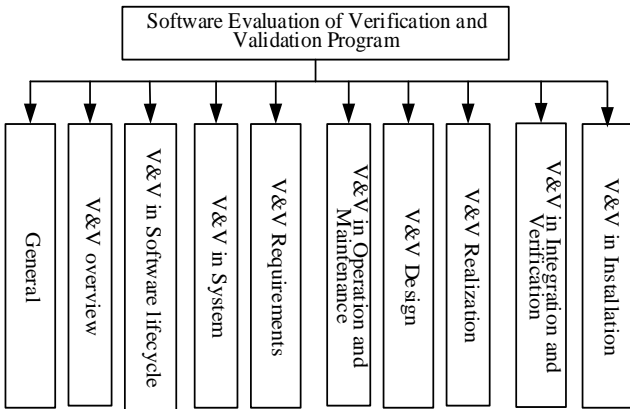 Software Evaluation of Verification and
Validation Program
General
V&V overview
V&V in Software lifecycle
V&V in System
V&V Requirements
V&V in Operation and
Maintenance
V&V Design
V&V Realization
V&V in Integration and
Verification
V&V in Installation